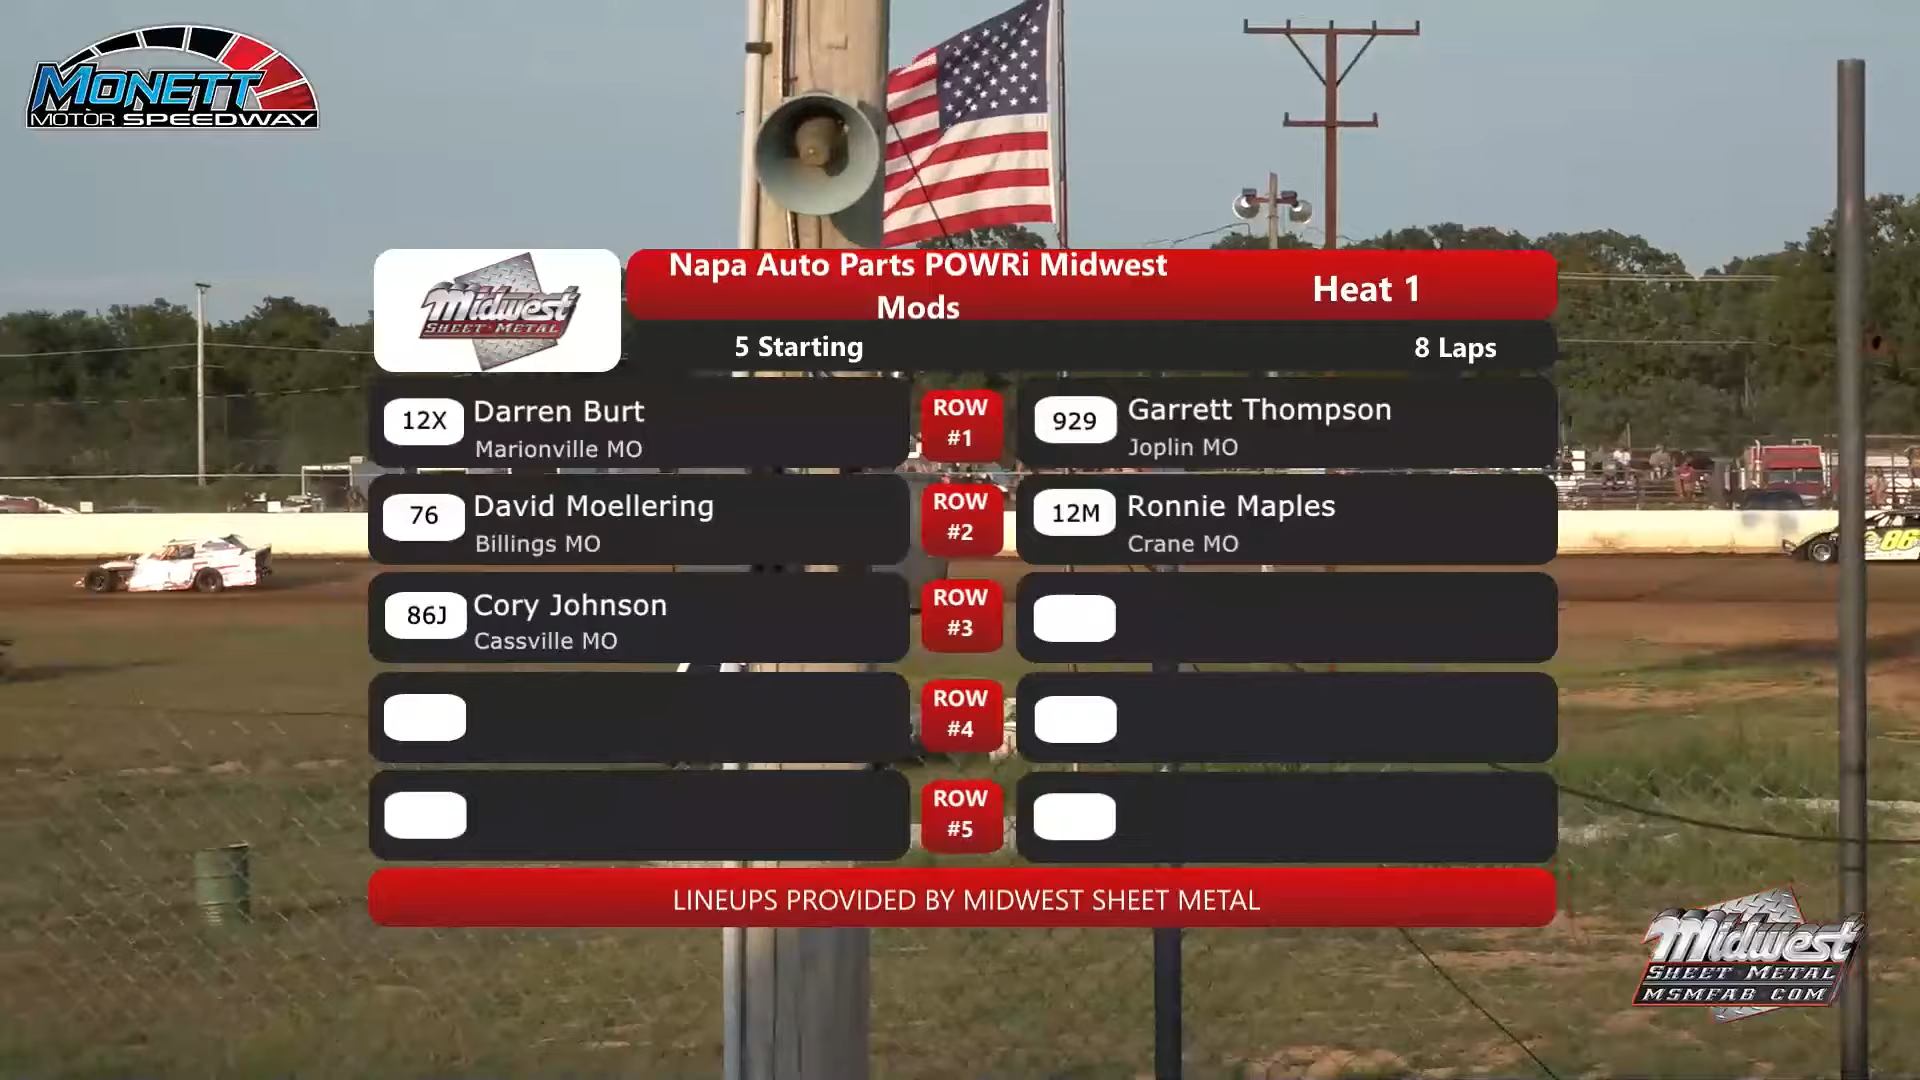 MONETT
MOTOR SPEEDWAY
Midwest
SHEET METAL
Napa Auto Parts POWRi Midwest
Mods
Heat 1
5 Starting
8 Laps
12X
Darren Burt
Marionville MO
ROW
#1
929
Garrett Thompson
Joplin MO
76
David Moellering
Billings MO
ROW
#2
12M
Ronnie Maples
Crane MO
86
86J
Cory Johnson
Cassville MO
ROW
#3
ROW
#4
ROW
#5
LINEUPS PROVIDED BY MIDWEST SHEET METAL
Midwest
SHEET METAL
MSMFAB.COM